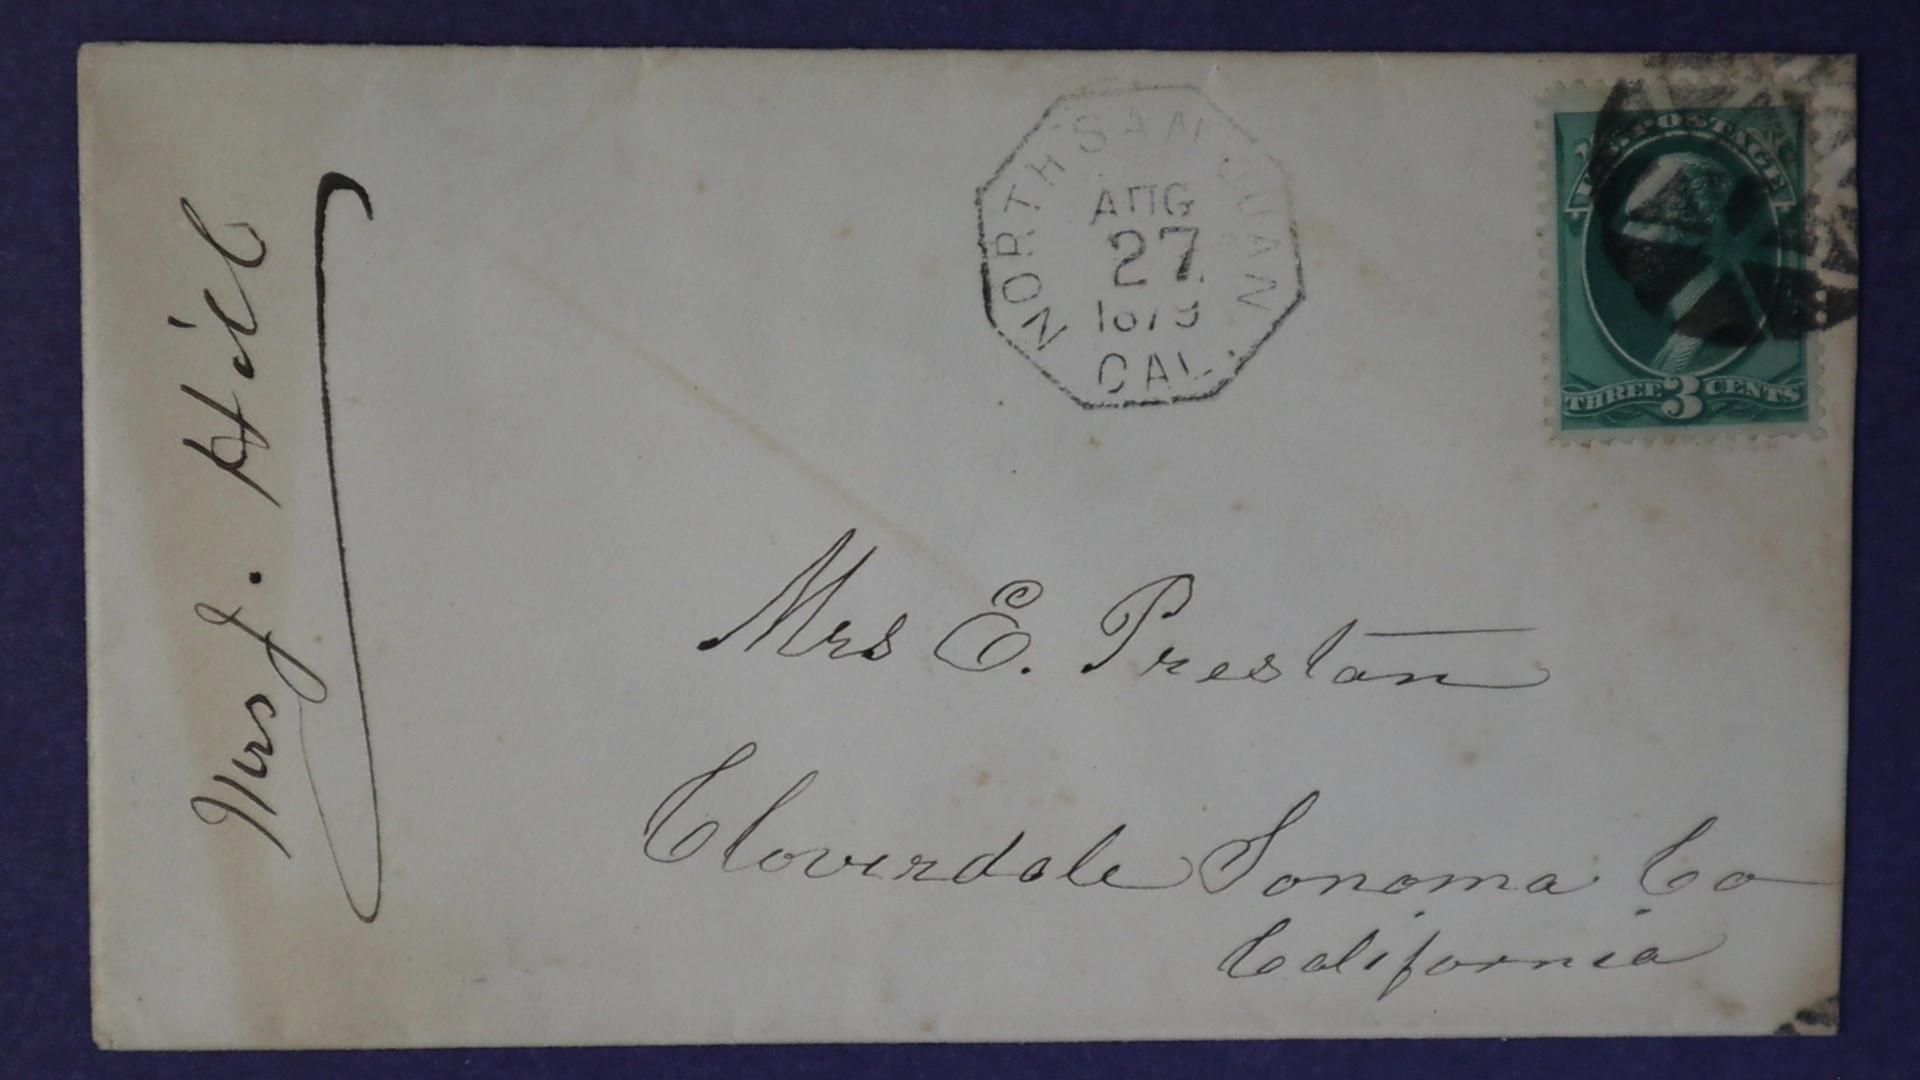 Mrs J. Hill
NORTH SAN JUAN.
AUG
27
1879
CAL.
U.S. POSTAGE
THREE 3 CENTS
Mrs E. Preston
Cloverdale Sonoma Co
California